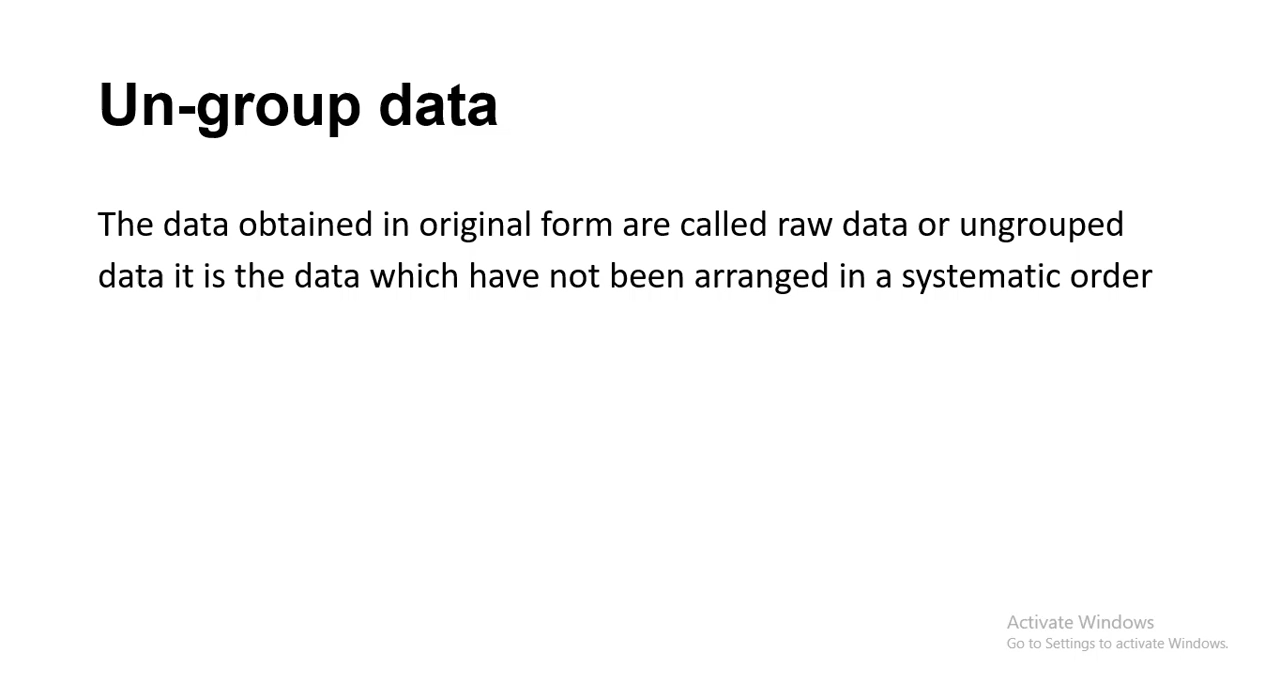 Un-group data
The data obtained in original form are called raw data or ungrouped
data it is the data which have not been arranged in a systematic order
Activate Windows
Go to Settings to activate Windows.